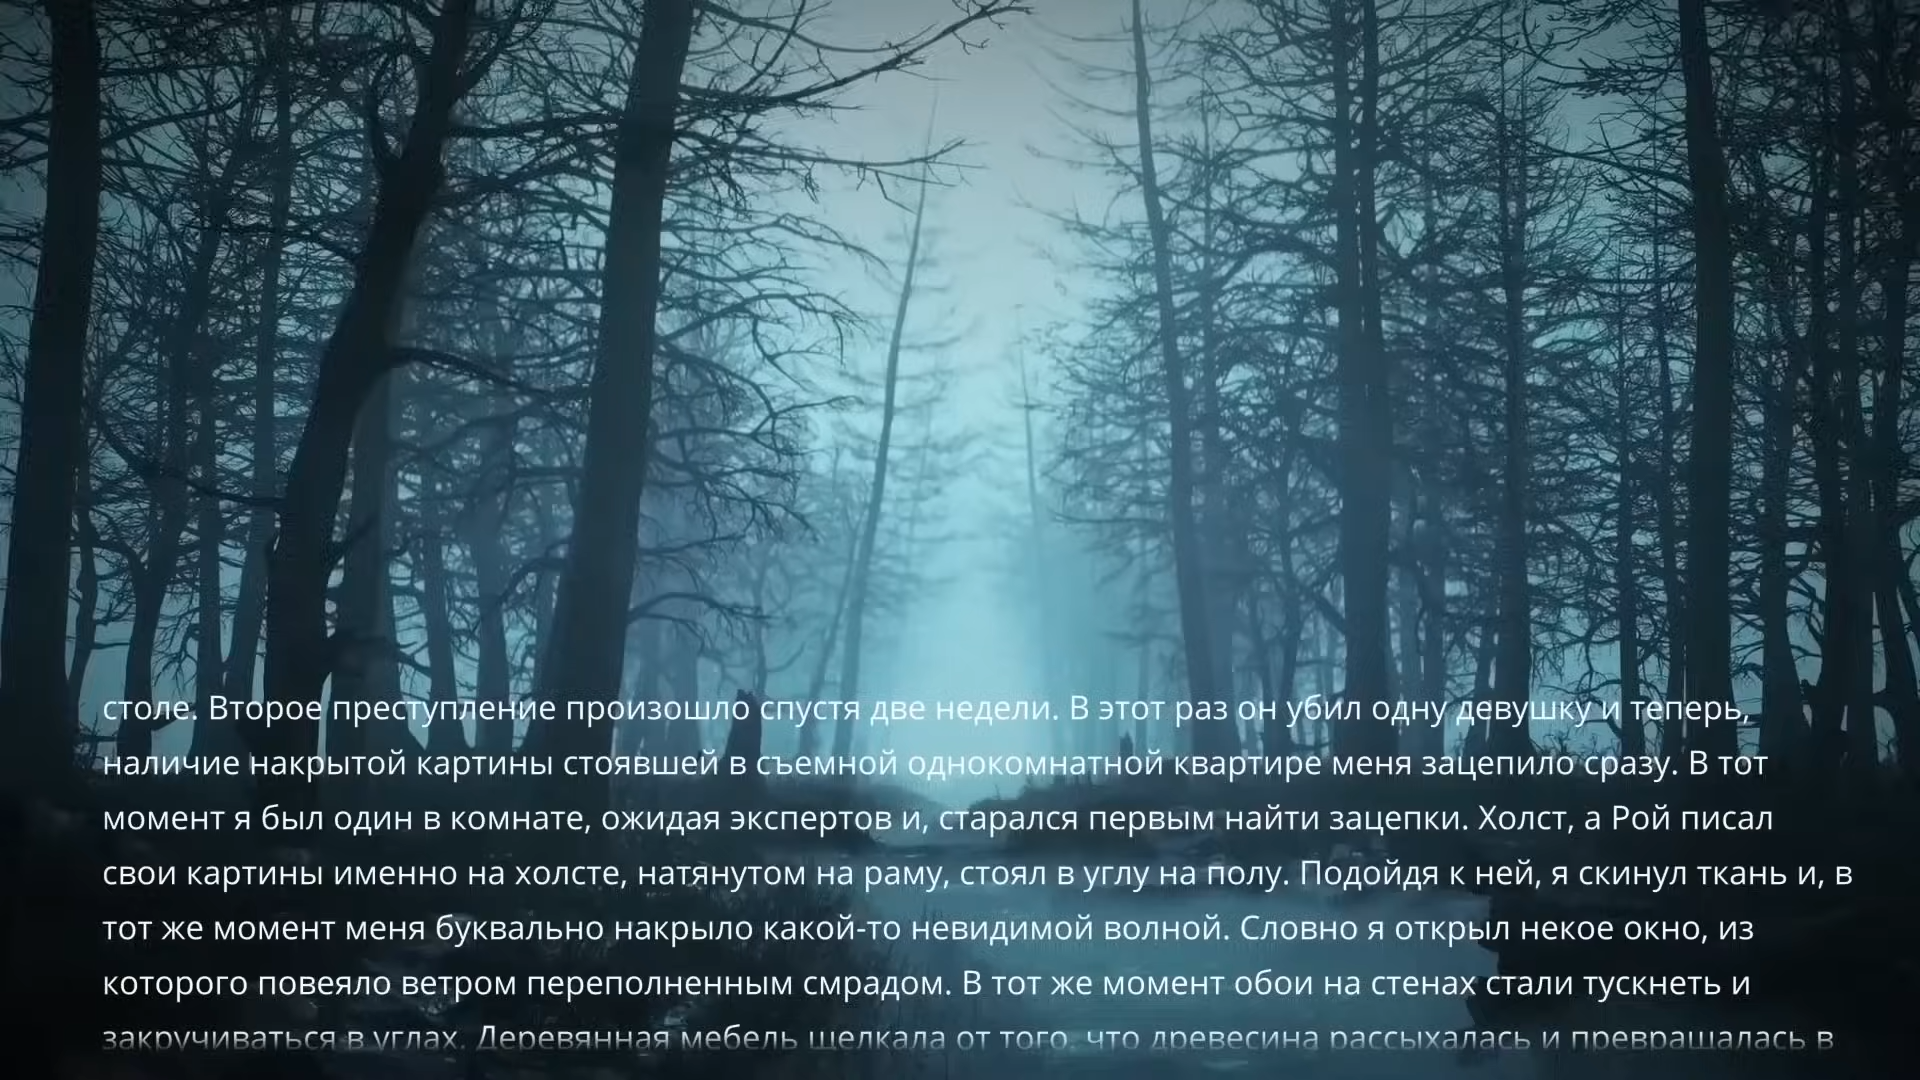 столе. Второе преступление произошло спустя две недели. В этот раз он убил одну девушку и теперь,
наличие накрытой картины стоявшей в съемной однокомнатной квартире меня зацепило сразу. В тот
момент я был один в комнате, ожидая экспертов и, старался первым найти зацепки. Холст, а Рой писал
свои картины именно на холсте, натянутом на раму, стоял в углу на полу. Подойдя к ней, я скинул ткань и, в
тот же момент меня буквально накрыло какой-то невидимой волной. Словно я открыл некое окно, из
которого повеяло ветром переполненным смрадом. В тот же момент обои на стенах стали тускнеть и
закручиваться в углах. Деревянная мебель щелкала от того, что древесина рассыхалась и превращалась в